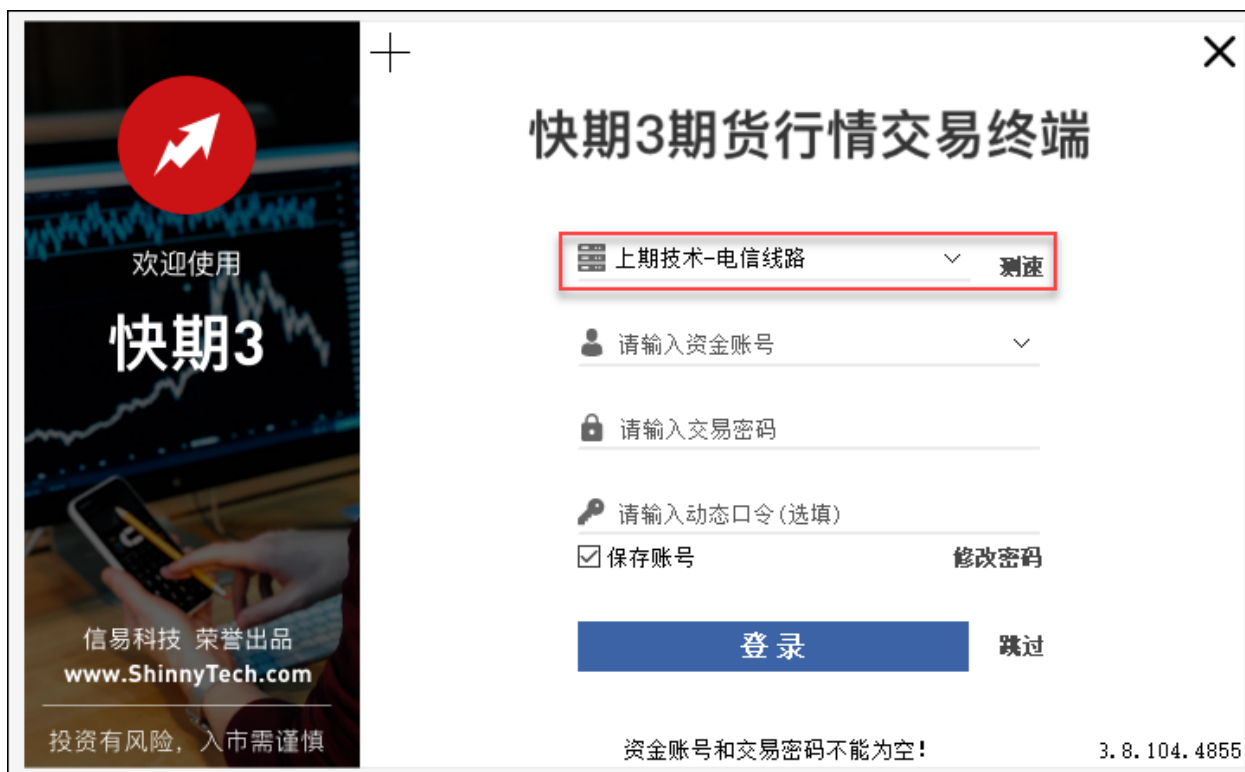 欢迎使用
快期3
信易科技 荣誉出品
www.ShinnyTech.com
投资有风险，入市需谨慎
快期3期货行情交易终端
上期技术-电信线路 测速
请输入资金账号
请输入交易密码
请输入动态口令(选填)
保存账号 修改密码
登录 跳过
资金账号和交易密码不能为空! 3.8.104.4855